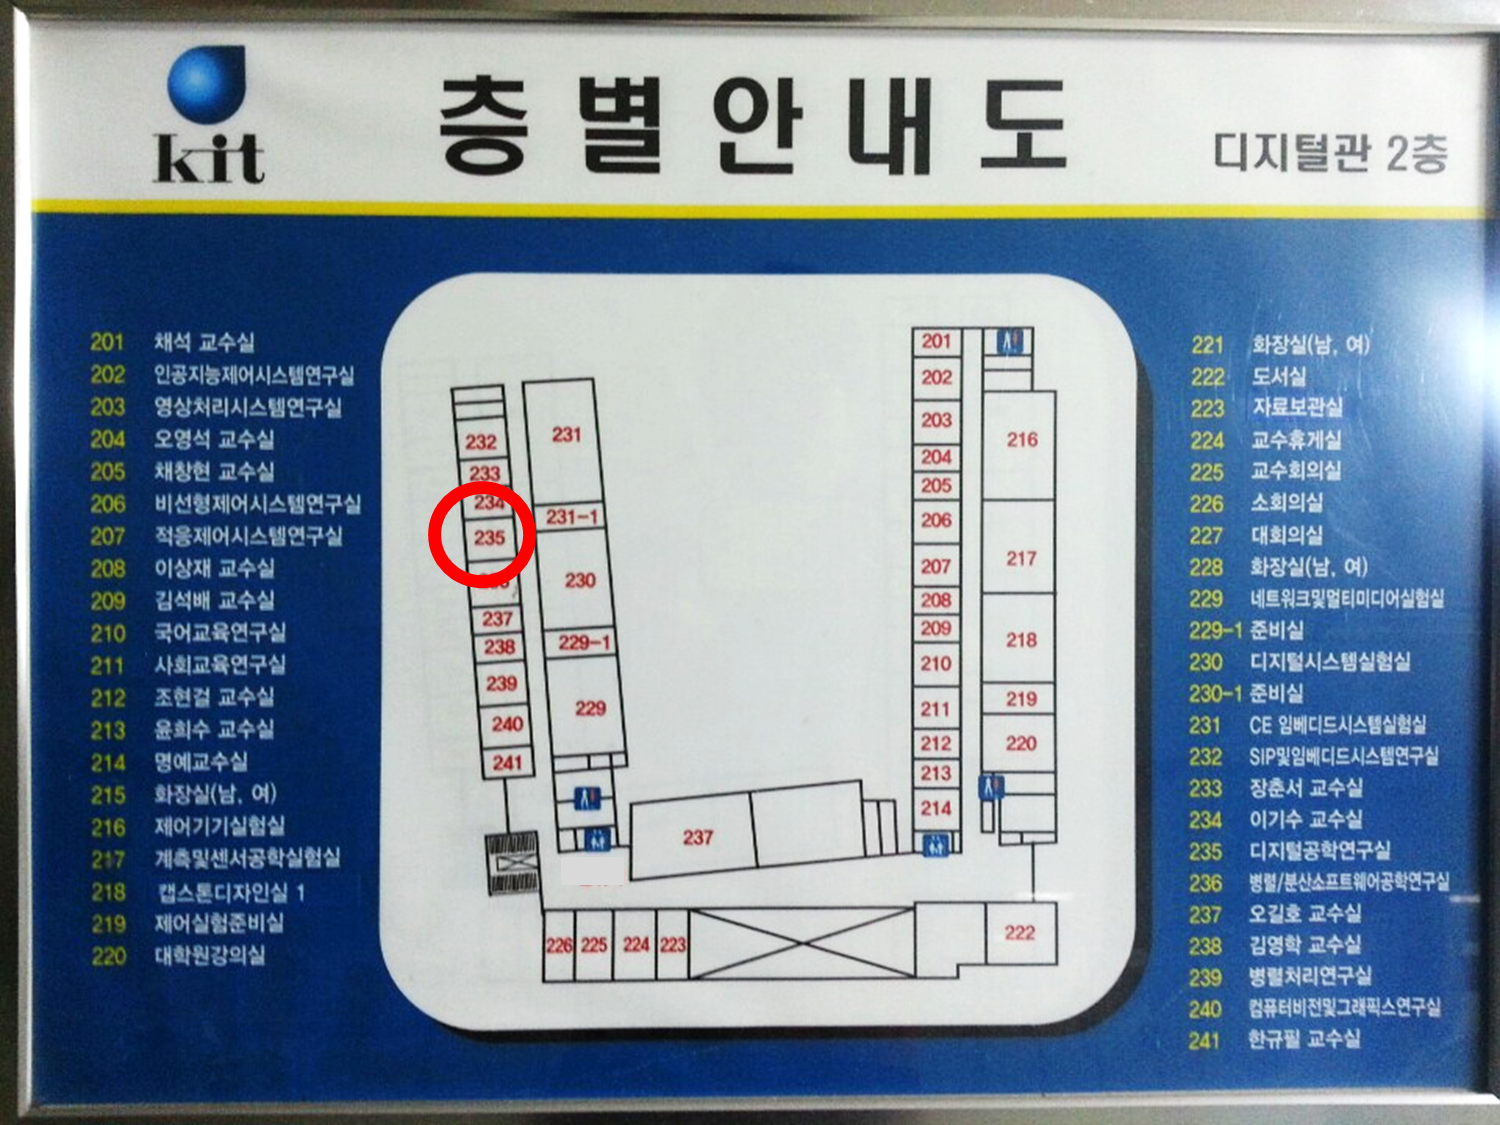 kit
층별안내도
디지털관 2층
201 채석 교수실
202 인공지능제어시스템연구실
203 영상처리시스템연구실
204 오영석 교수실
205 채창현 교수실
206 비선형제어시스템연구실
207 적응제어시스템연구실
208 이상재 교수실
209 김석배 교수실
210 국어교육연구실
211 사회교육연구실
212 조현걸 교수실
213 윤희수 교수실
214 명예교수실
215 화장실(남, 여)
216 제어기기실험실
217 계측및센서공학실험실
218 캡스톤디자인실 1
219 제어실험준비실
220 대학원강의실
232
233
234
235
237
238
239
240
241
231
231-1
230
229-1
229
237
201
202
203
204
205
206
207
208
209
210
211
212
213
214
216
217
218
219
220
226
225
224
223
222
221 화장실(남, 여)
222 도서실
223 자료보관실
224 교수휴게실
225 교수회의실
226 소회의실
227 대회의실
228 화장실(남, 여)
229 네트워크및멀티미디어실험실
229-1 준비실
230 디지털시스템실험실
230-1 준비실
231 CE 임베디드시스템실험실
232 SIP및임베디드시스템연구실
233 장춘서 교수실
234 이기수 교수실
235 디지털공학연구실
236 병렬/분산소프트웨어공학연구실
237 오길호 교수실
238 김영학 교수실
239 병렬처리연구실
240 컴퓨터비전및그래픽스연구실
241 한규필 교수실